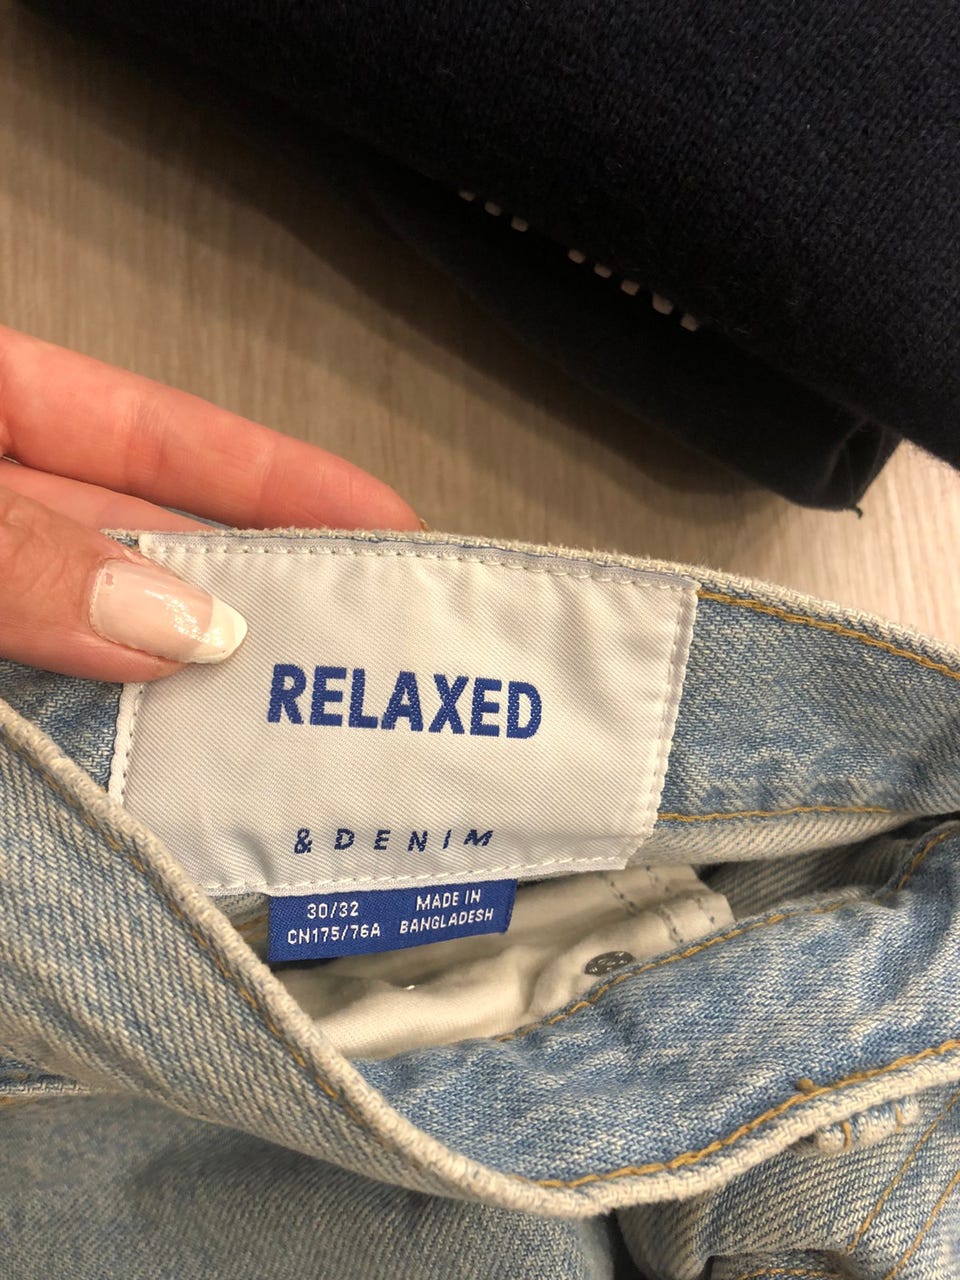 RELAXED
& DENIM
30/32
CN175/76A
MADE IN
BANGLADESH